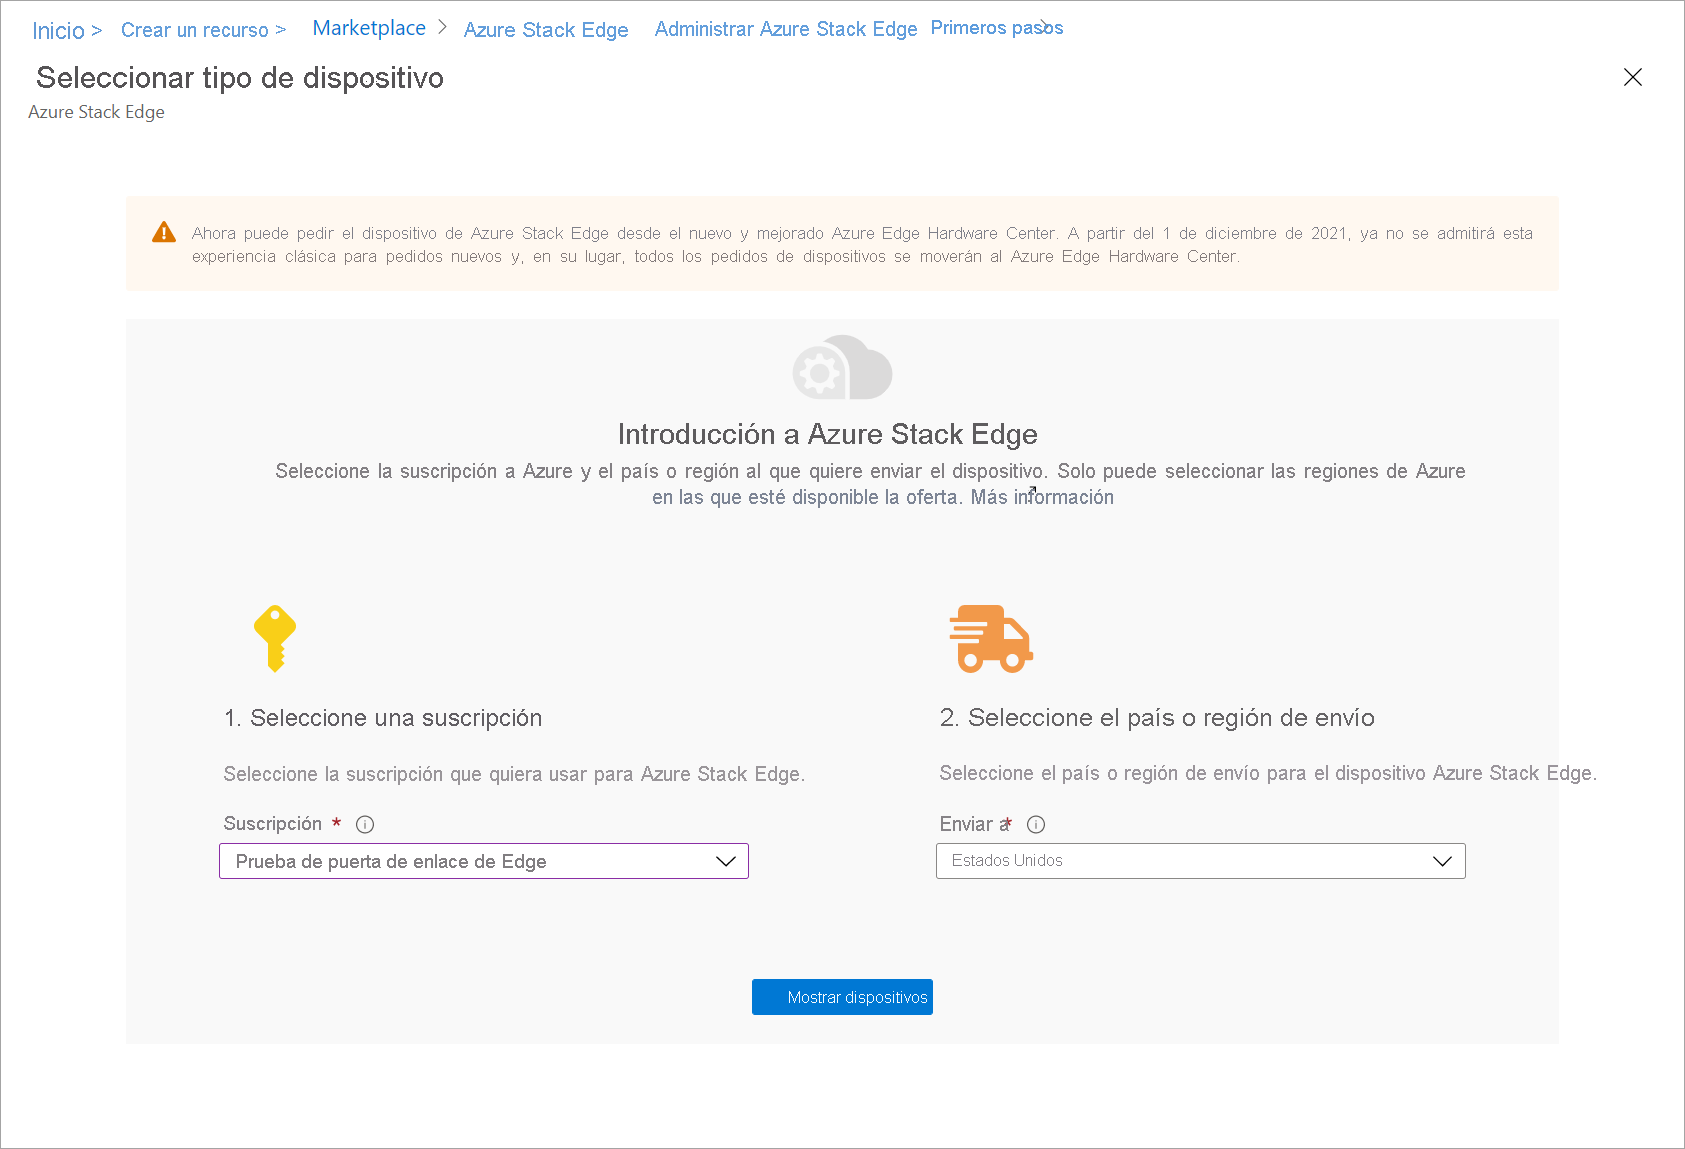 Inicio > Crear un recurso > Marketplace > Azure Stack Edge Administrar Azure Stack Edge Primeros pasos >
Seleccionar tipo de dispositivo
Azure Stack Edge
Ahora puede pedir el dispositivo de Azure Stack Edge desde el nuevo y mejorado Azure Edge Hardware Center. A partir del 1 de diciembre de 2021, ya no se admitirá esta
experiencia clásica para pedidos nuevos y, en su lugar, todos los pedidos de dispositivos se moverán al Azure Edge Hardware Center.
Introducción a Azure Stack Edge
Seleccione la suscripción a Azure y el país o región al que quiere enviar el dispositivo. Solo puede seleccionar las regiones de Azure
en las que esté disponible la oferta. Más información
1. Seleccione una suscripción
Seleccione la suscripción que quiera usar para Azure Stack Edge.
Suscripción *
Prueba de puerta de enlace de Edge
2. Seleccione el país o región de envío
Seleccione el país o región de envío para el dispositivo Azure Stack Edge.
Enviar a *
Estados Unidos
Mostrar dispositivos